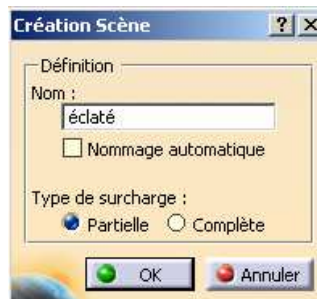 Création Scène
Définition
Nom :
éclaté
Nommage automatique
Type de surcharge :
Partielle Complète
OK Annuler